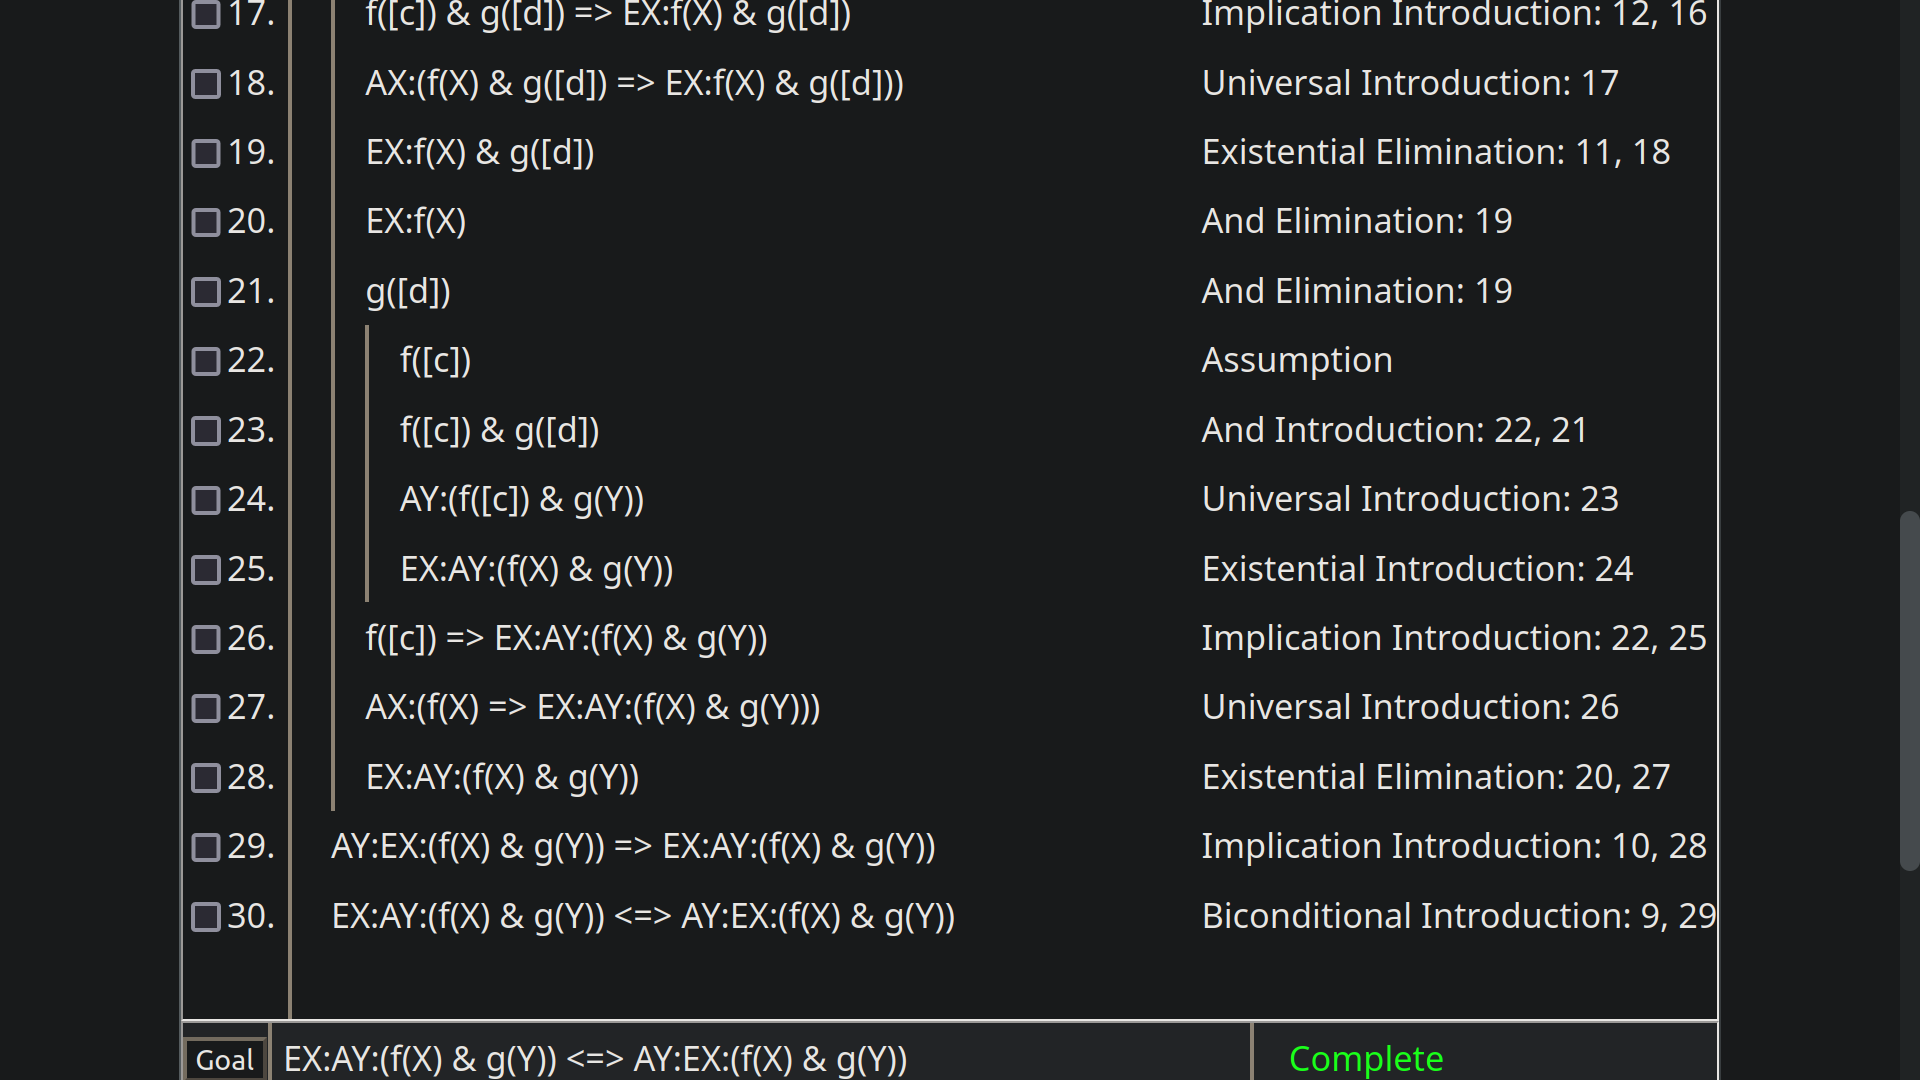 17. f([c]) & g([d]) => EX:f(X) & g([d]) Implication Introduction: 12, 16
18. AX:(f(X) & g([d]) => EX:f(X) & g([d])) Universal Introduction: 17
19. EX:f(X) & g([d]) Existential Elimination: 11, 18
20. EX:f(X) And Elimination: 19
21. g([d]) And Elimination: 19
22. f([c]) Assumption
23. f([c]) & g([d]) And Introduction: 22, 21
24. AY:(f([c]) & g(Y)) Universal Introduction: 23
25. EX:AY:(f(X) & g(Y)) Existential Introduction: 24
26. f([c]) => EX:AY:(f(X) & g(Y)) Implication Introduction: 22, 25
27. AX:(f(X) => EX:AY:(f(X) & g(Y))) Universal Introduction: 26
28. EX:AY:(f(X) & g(Y)) Existential Elimination: 20, 27
29. AY:EX:(f(X) & g(Y)) => EX:AY:(f(X) & g(Y)) Implication Introduction: 10, 28
30. EX:AY:(f(X) & g(Y)) <=> AY:EX:(f(X) & g(Y)) Biconditional Introduction: 9, 29
Goal EX:AY:(f(X) & g(Y)) <=> AY:EX:(f(X) & g(Y)) Complete